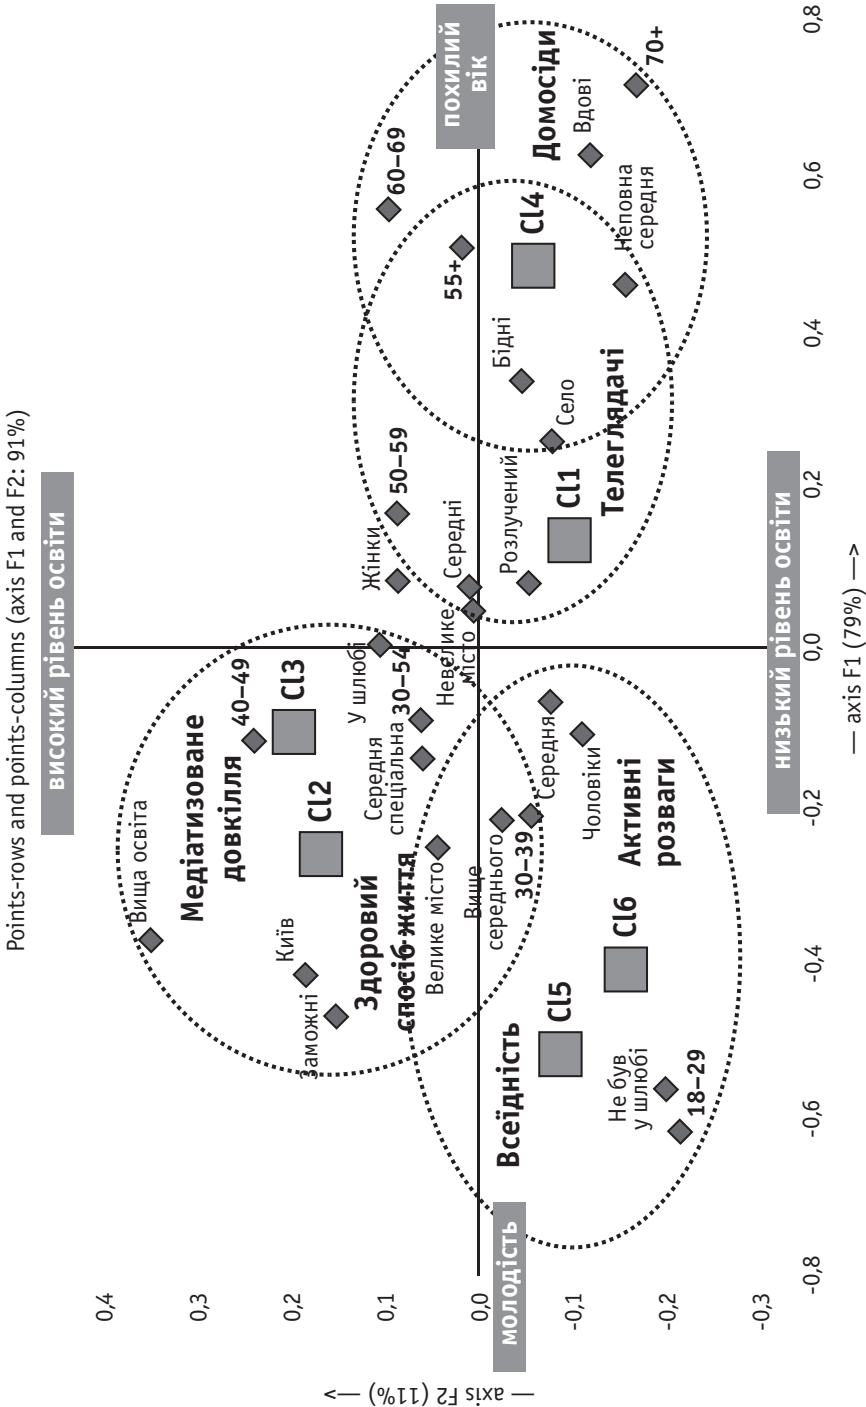 Points-rows and points-columns (axis F1 and F2: 91%)
високий рівень освіти
Вища освіта
Медіатизоване
довкілля
40–49
Cl3
Київ
Заможні
Cl2
Здоровий
спосіб життя
У шлюбі
30–54
Середня
спеціальна
Невелике
місто
Велике місто
Вище
середнього
30–39
Середня
Чоловіки
Активні
розваги
Cl6
Cl5
Всеїдність
Не був
у шлюбі
18–29
молодість
Жінки
50–59
Середні
Розлучений
Cl1
Телеглядачі
Село
Бідні
55+
60–69
Cl4
Домосіди
Вдові
70+
Неповна
середня
похилий
вік
низький рівень освіти
0,4
0,3
0,2
0,1
0,0
-0,1
-0,2
-0,3
— axis F2 (11%) —>
-0,8
-0,6
-0,4
-0,2
0,0
0,2
0,4
0,6
0,8
— axis F1 (79%) —>